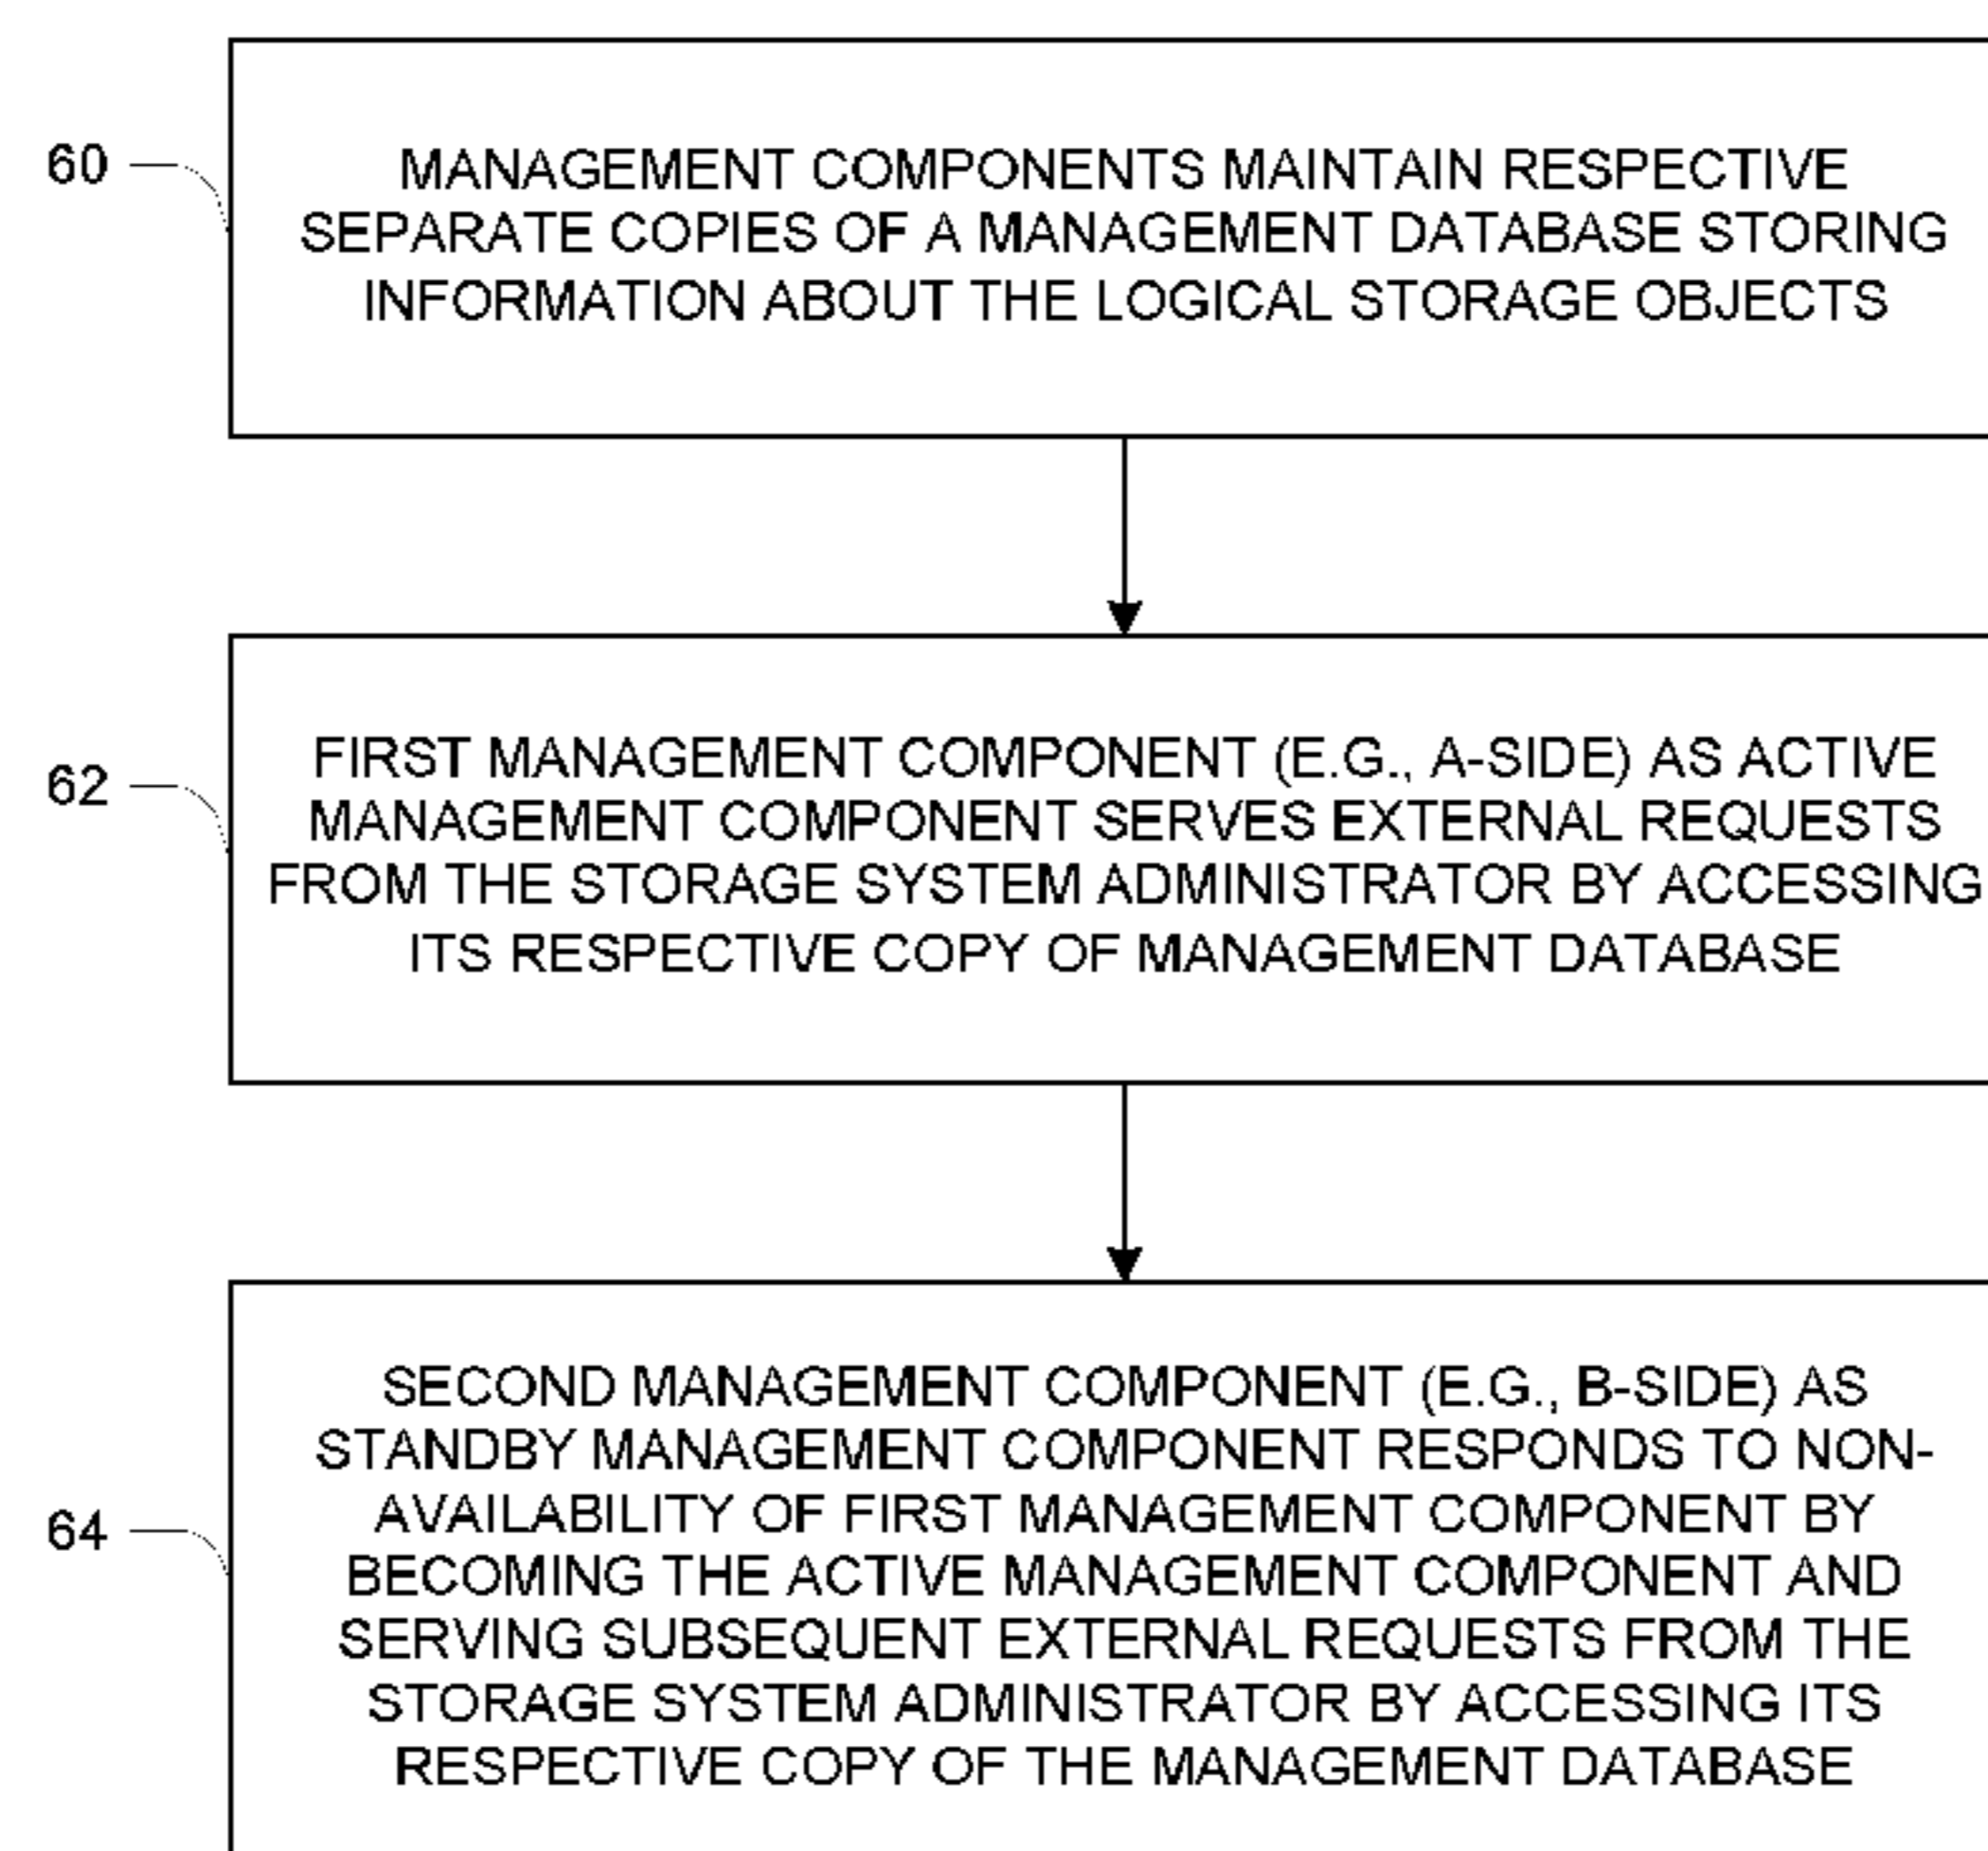 60
MANAGEMENT COMPONENTS MAINTAIN RESPECTIVE
SEPARATE COPIES OF A MANAGEMENT DATABASE STORING
INFORMATION ABOUT THE LOGICAL STORAGE OBJECTS
62
FIRST MANAGEMENT COMPONENT (E.G., A-SIDE) AS ACTIVE
MANAGEMENT COMPONENT SERVES EXTERNAL REQUESTS
FROM THE STORAGE SYSTEM ADMINISTRATOR BY ACCESSING
ITS RESPECTIVE COPY OF MANAGEMENT DATABASE
64
SECOND MANAGEMENT COMPONENT (E.G., B-SIDE) AS
STANDBY MANAGEMENT COMPONENT RESPONDS TO NON-
AVAILABILITY OF FIRST MANAGEMENT COMPONENT BY
BECOMING THE ACTIVE MANAGEMENT COMPONENT AND
SERVING SUBSEQUENT EXTERNAL REQUESTS FROM THE
STORAGE SYSTEM ADMINISTRATOR BY ACCESSING ITS
RESPECTIVE COPY OF THE MANAGEMENT DATABASE